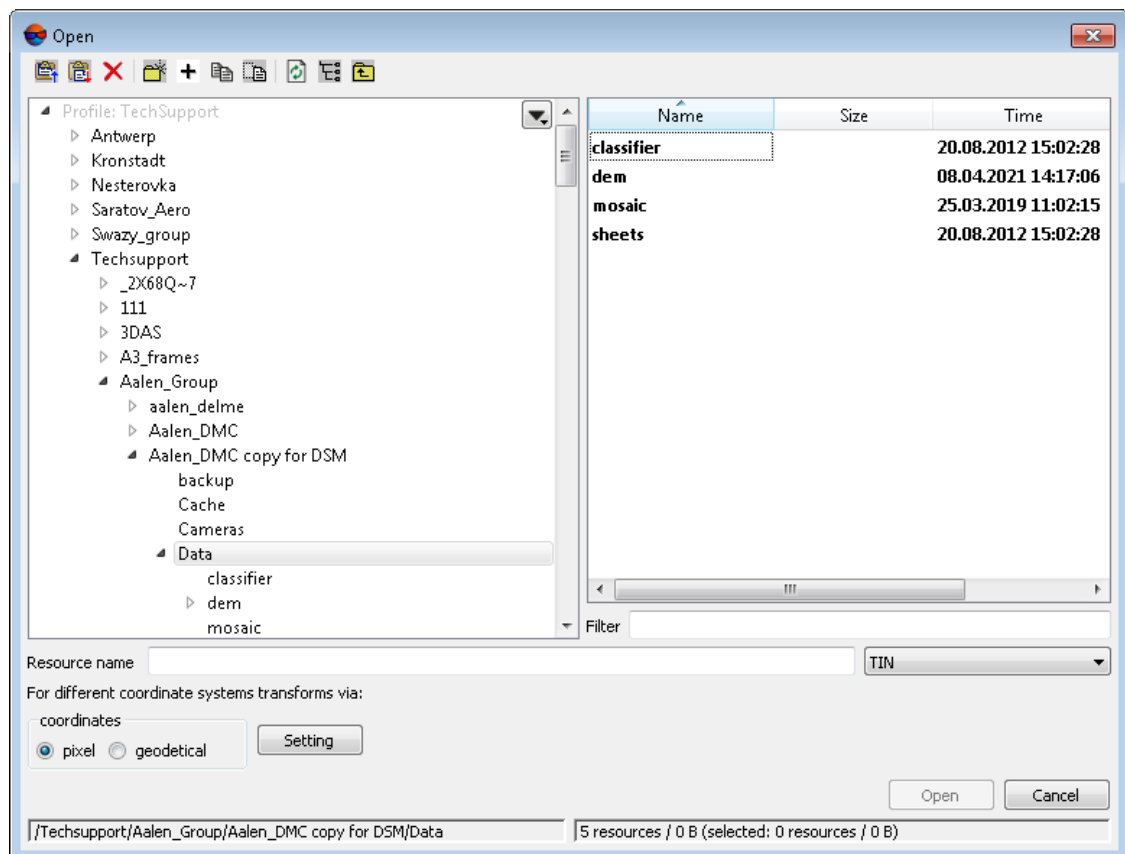 Open
Profile: TechSupport
Antwerp
Kronstadt
Nesterovka
Saratov_Aero
Swazy_group
Techsupport
_2X68Q~7
111
3DAS
A3_frames
Aalen_Group
aalen_delme
Aalen_DMC
Aalen_DMC copy for DSM
backup
Cache
Cameras
Data
classifier
dem
mosaic
Name Size Time
classifier 20.08.2012 15:02:28
dem 08.04.2021 14:17:06
mosaic 25.03.2019 11:02:15
sheets 20.08.2012 15:02:28
Filter
Resource name TIN
For different coordinate systems transforms via:
coordinates
pixel geodetical Setting
Open Cancel
/Techsupport/Aalen_Group/Aalen_DMC copy for DSM/Data 5 resources / 0 B (selected: 0 resources / 0 B)